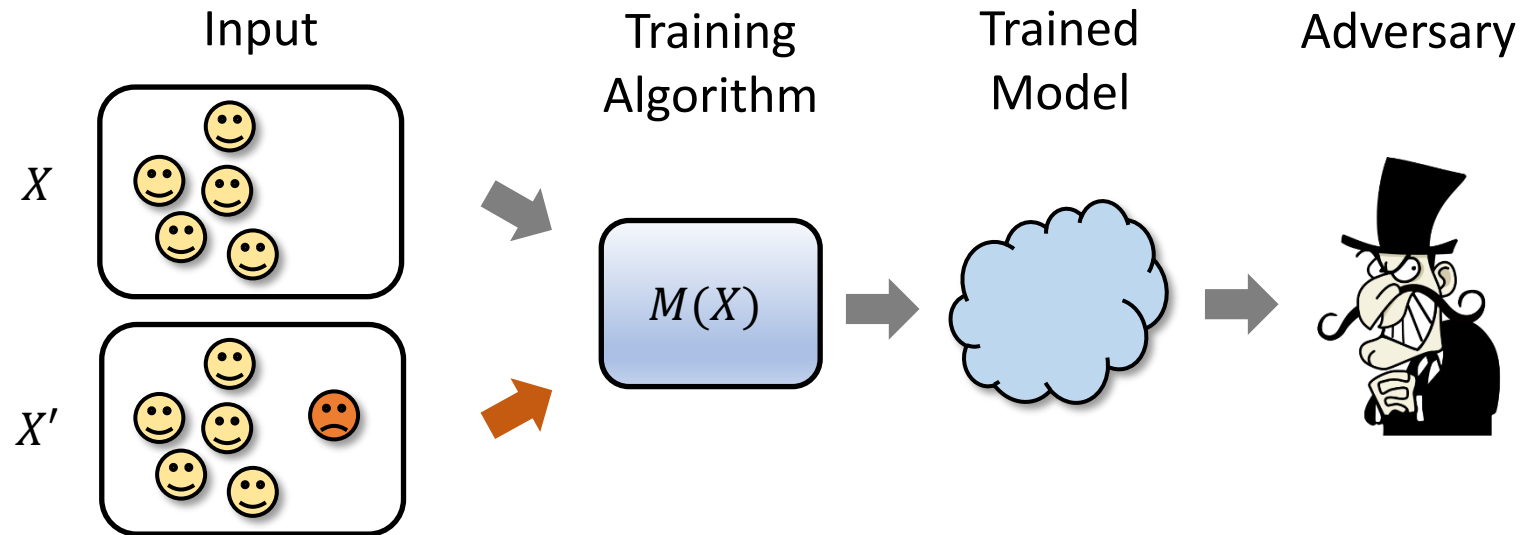 Input
Training
Algorithm
Trained
Model
Adversary
X
M(X)
X′